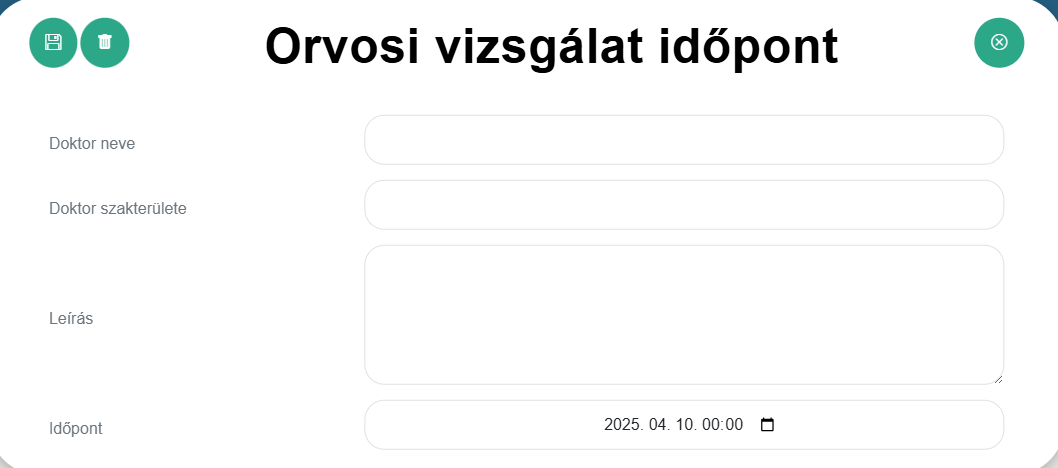 Orvosi vizsgálat időpont
Doktor neve
Doktor szakterülete
Leírás
Időpont
2025. 04. 10. 00:00